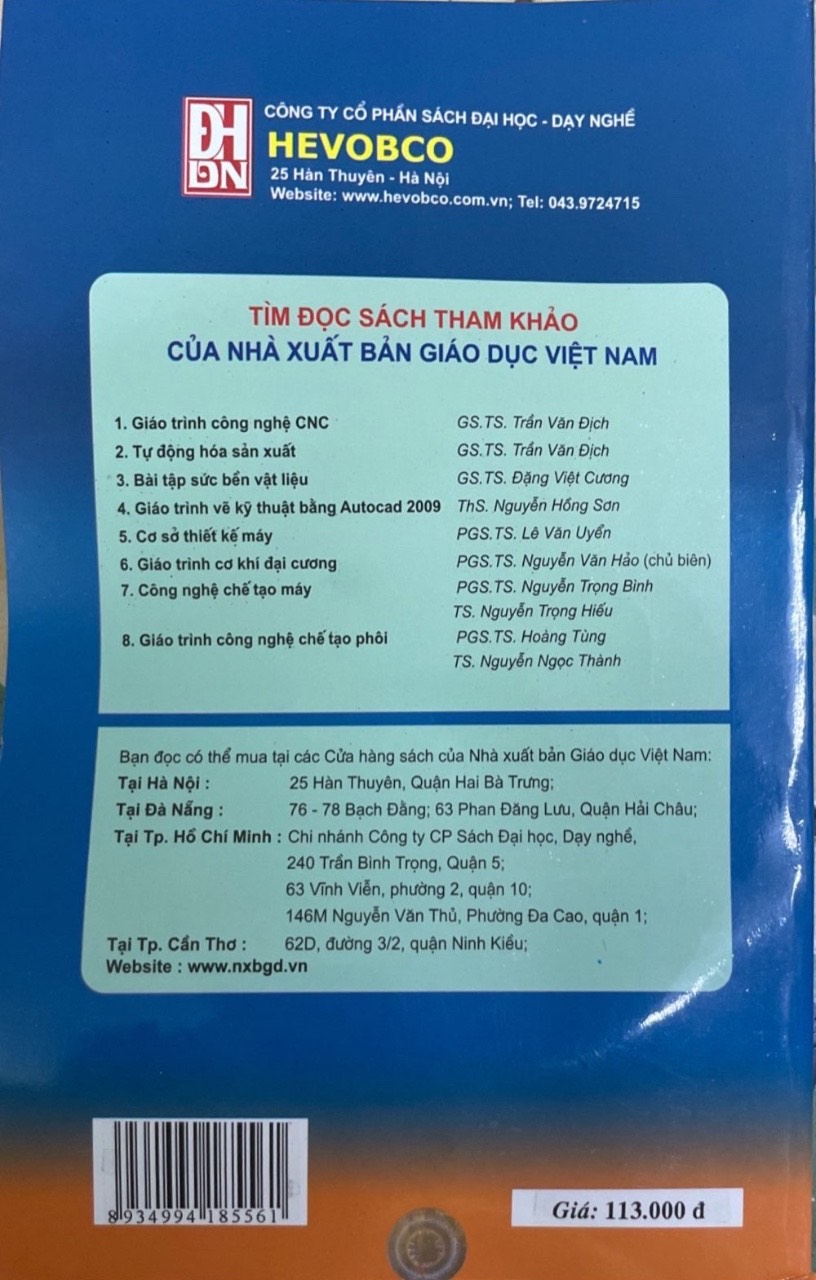 ĐH
DN
CÔNG TY CỔ PHẦN SÁCH ĐẠI HỌC - DẠY NGHỀ
HEVOBCO
25 Hàn Thuyên - Hà Nội
Website: www.hevobco.com.vn; Tel: 043.9724715
TÌM ĐỌC SÁCH THAM KHẢO
CỦA NHÀ XUẤT BẢN GIÁO DỤC VIỆT NAM
1. Giáo trình công nghệ CNC GS.TS. Trần Văn Địch
2. Tự động hóa sản xuất GS.TS. Trần Văn Địch
3. Bài tập sức bền vật liệu GS.TS. Đặng Việt Cương
4. Giáo trình vẽ kỹ thuật bằng Autocad 2009 ThS. Nguyễn Hồng Sơn
5. Cơ sở thiết kế máy PGS.TS. Lê Văn Uyển
6. Giáo trình cơ khí đại cương PGS.TS. Nguyễn Văn Hảo (chủ biên)
7. Công nghệ chế tạo máy PGS.TS. Nguyễn Trọng Bình
TS. Nguyễn Trọng Hiếu
8. Giáo trình công nghệ chế tạo phôi PGS.TS. Hoàng Tùng
TS. Nguyễn Ngọc Thành
Bạn đọc có thể mua tại các Cửa hàng sách của Nhà xuất bản Giáo dục Việt Nam:
Tại Hà Nội : 25 Hàn Thuyên, Quận Hai Bà Trưng;
Tại Đà Nẵng : 76 - 78 Bạch Đằng; 63 Phan Đăng Lưu, Quận Hải Châu;
Tại Tp. Hồ Chí Minh : Chi nhánh Công ty CP Sách Đại học, Dạy nghề,
240 Trần Bình Trọng, Quận 5;
63 Vĩnh Viễn, phường 2, quận 10;
146M Nguyễn Văn Thủ, Phường Đa Cao, quận 1;
Tại Tp. Cần Thơ : 62D, đường 3/2, quận Ninh Kiều;
Website : www.nxbgd.vn
8 934994 185561
Giá: 113.000 đ